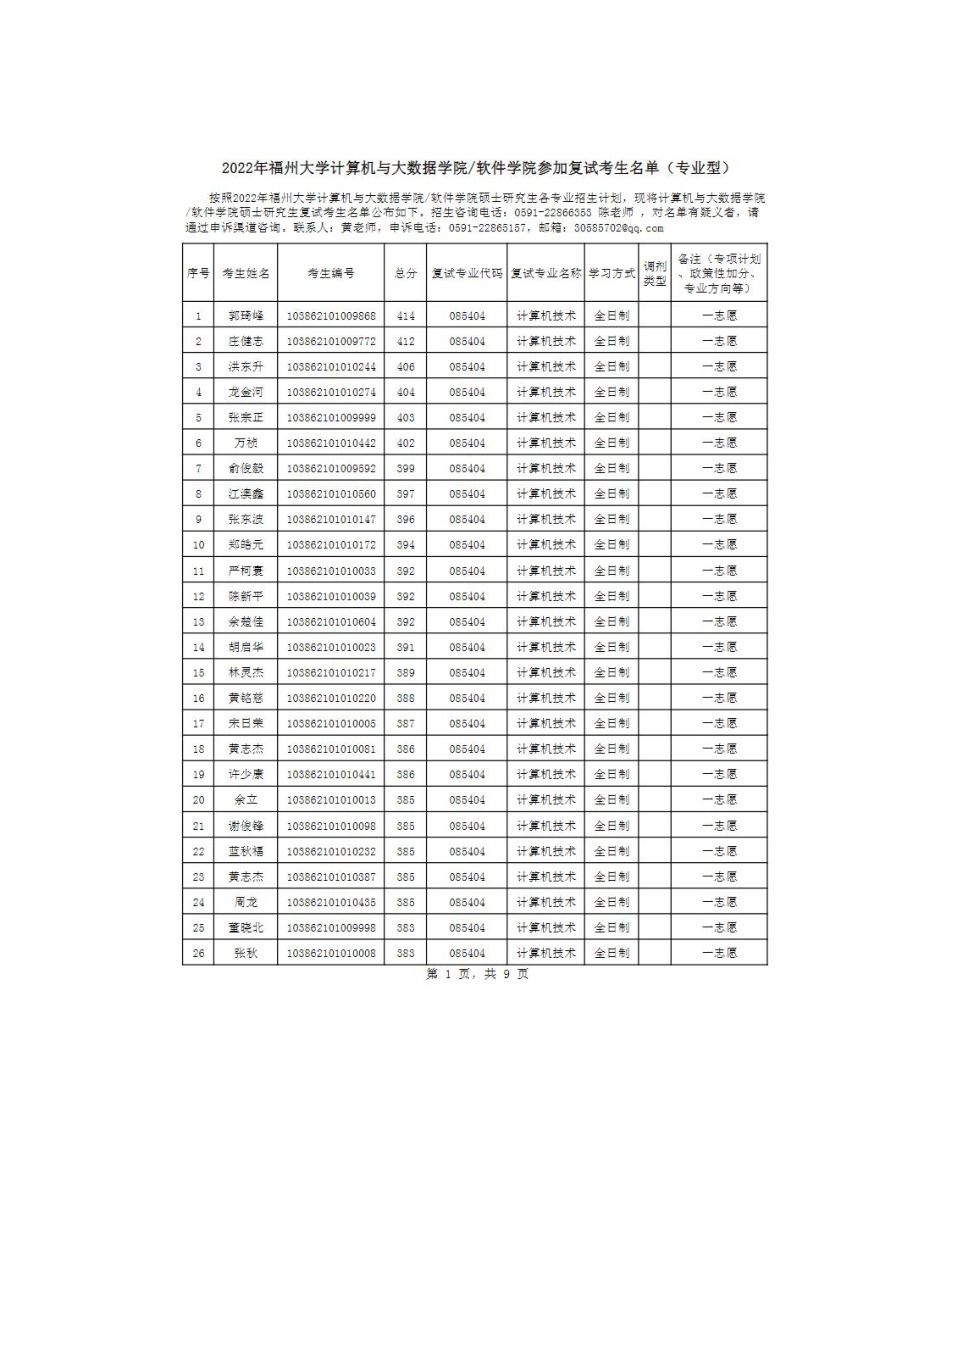 2022年福州大学计算机与大数据学院/软件学院参加复试考生名单（专业型）
按照2022年福州大学计算机与大数据学院/软件学院硕士研究生各专业招生计划，现将计算机与大数据学院
/软件学院硕士研究生复试考生名单公布如下。招生咨询电话：0591-22866353 陈老师 ，对名单有疑义者，请
通过申诉渠道咨询。联系人：黄老师，申诉电话：0591-22865157，邮箱：30585702@qq.com
序号 考生姓名 考生编号 总分 复试专业代码 复试专业名称 学习方式 调剂类型 备注（专项计划、政策性加分、专业方向等）
1 郭琦峰 103862101009868 414 085404 计算机技术 全日制 一志愿
2 庄健志 103862101009772 412 085404 计算机技术 全日制 一志愿
3 洪东升 103862101010244 406 085404 计算机技术 全日制 一志愿
4 龙金河 103862101010274 404 085404 计算机技术 全日制 一志愿
5 张宗正 103862101009999 403 085404 计算机技术 全日制 一志愿
6 万祯 103862101010442 402 085404 计算机技术 全日制 一志愿
7 俞俊毅 103862101009592 399 085404 计算机技术 全日制 一志愿
8 江淏鑫 103862101010560 397 085404 计算机技术 全日制 一志愿
9 张东波 103862101010147 396 085404 计算机技术 全日制 一志愿
10 郑皓元 103862101010172 394 085404 计算机技术 全日制 一志愿
11 严柯寰 103862101010033 392 085404 计算机技术 全日制 一志愿
12 陈新平 103862101010039 392 085404 计算机技术 全日制 一志愿
13 余楚佳 103862101010604 392 085404 计算机技术 全日制 一志愿
14 胡启华 103862101010023 391 085404 计算机技术 全日制 一志愿
15 林灵杰 103862101010217 389 085404 计算机技术 全日制 一志愿
16 黄铭慈 103862101010220 388 085404 计算机技术 全日制 一志愿
17 宋日荣 103862101010005 387 085404 计算机技术 全日制 一志愿
18 黄志杰 103862101010081 386 085404 计算机技术 全日制 一志愿
19 许少康 103862101010441 386 085404 计算机技术 全日制 一志愿
20 余立 103862101010013 385 085404 计算机技术 全日制 一志愿
21 谢俊锋 103862101010098 385 085404 计算机技术 全日制 一志愿
22 蓝秋福 103862101010232 385 085404 计算机技术 全日制 一志愿
23 黄志杰 103862101010387 385 085404 计算机技术 全日制 一志愿
24 周龙 103862101010435 385 085404 计算机技术 全日制 一志愿
25 董晓北 103862101009998 383 085404 计算机技术 全日制 一志愿
26 张秋 103862101010008 383 085404 计算机技术 全日制 一志愿
第 1 页，共 9 页